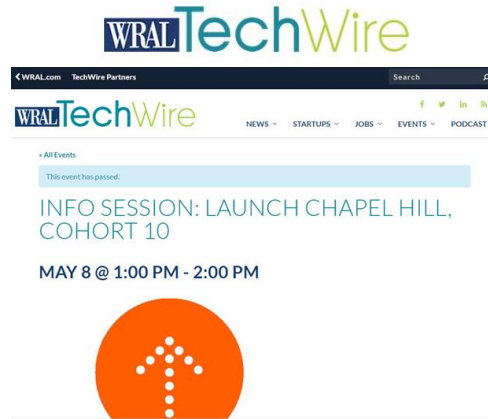 WRAL TechWire
WRAL.com TechWire Partners Search
WRAL TechWire
NEWS STARTUPS JOBS EVENTS PODCAST
« All Events
This event has passed.
INFO SESSION: LAUNCH CHAPEL HILL,
COHORT 10
MAY 8 @ 1:00 PM - 2:00 PM